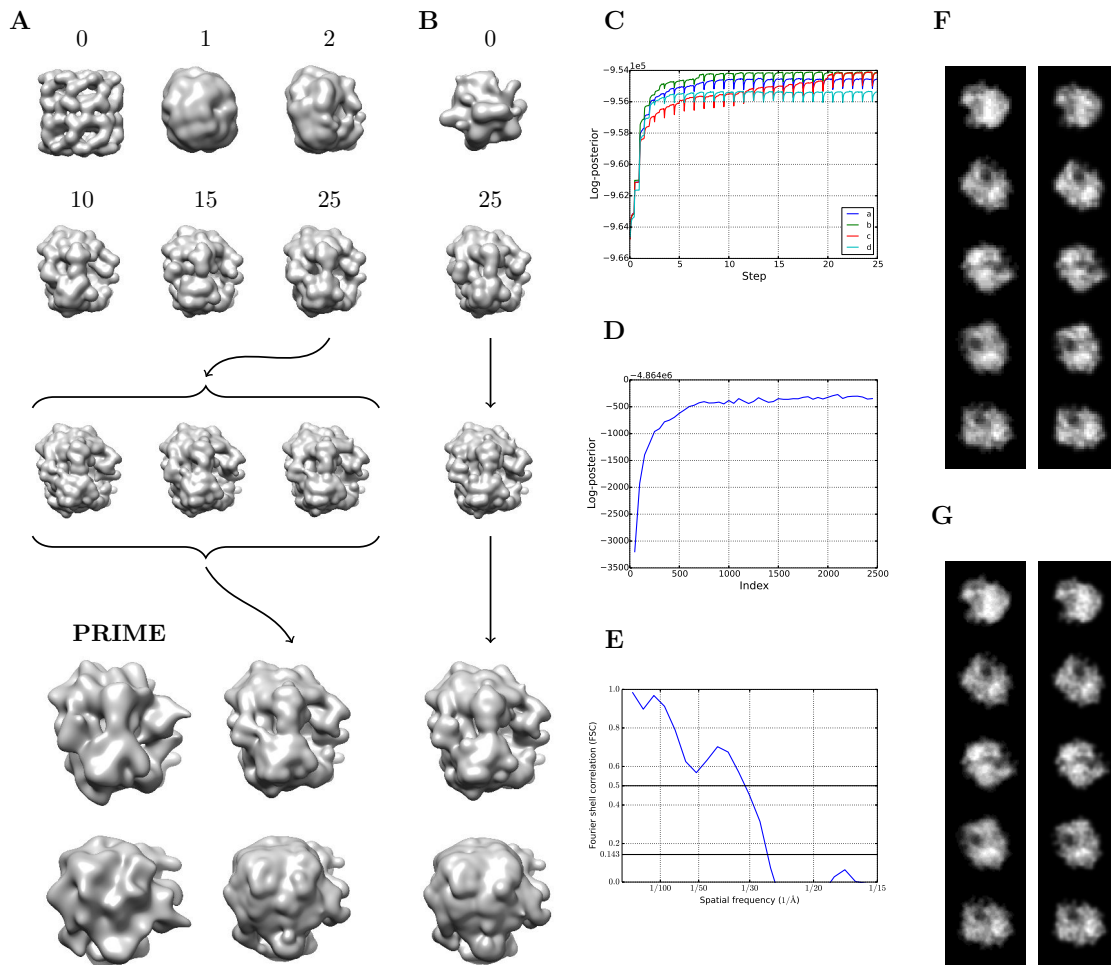 A
0
1
2
10
15
25
PRIME
B
0
25
C
−9.54 1e5
−9.56
−9.58
−9.60
−9.62
−9.64
−9.66
Log-posterior
0 5 10 15 20 25
Step
a
b
c
d
D
−4.864e6
0
−500
−1000
−1500
−2000
−2500
−3000
−3500
Log-posterior
0 500 1000 1500 2000 2500
Index
E
1.0
0.8
0.6
0.5
0.4
0.2
0.143
0.0
Fourier shell correlation (FSC)
1/100 1/50 1/30 1/20 1/15
Spatial frequency (1/Å)
F
G